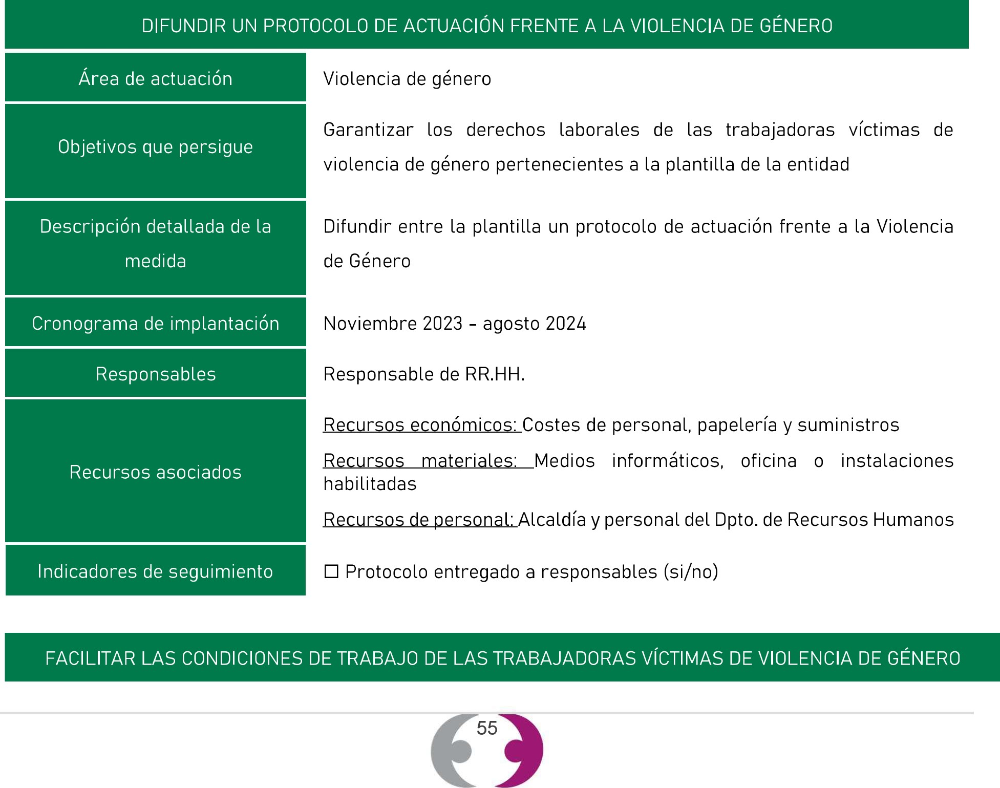 DIFUNDIR UN PROTOCOLO DE ACTUACIÓN FRENTE A LA VIOLENCIA DE GÉNERO
Área de actuación
Violencia de género
Objetivos que persigue
Garantizar los derechos laborales de las trabajadoras víctimas de
violencia de género pertenecientes a la plantilla de la entidad
Descripción detallada de la
medida
Difundir entre la plantilla un protocolo de actuación frente a la Violencia
de Género
Cronograma de implantación
Noviembre 2023 – agosto 2024
Responsables
Responsable de RR.HH.
Recursos asociados
Recursos económicos: Costes de personal, papelería y suministros
Recursos materiales: Medios informáticos, oficina o instalaciones
habilitadas
Recursos de personal: Alcaldía y personal del Dpto. de Recursos Humanos
Indicadores de seguimiento
☐ Protocolo entregado a responsables (si/no)
FACILITAR LAS CONDICIONES DE TRABAJO DE LAS TRABAJADORAS VÍCTIMAS DE VIOLENCIA DE GÉNERO
55